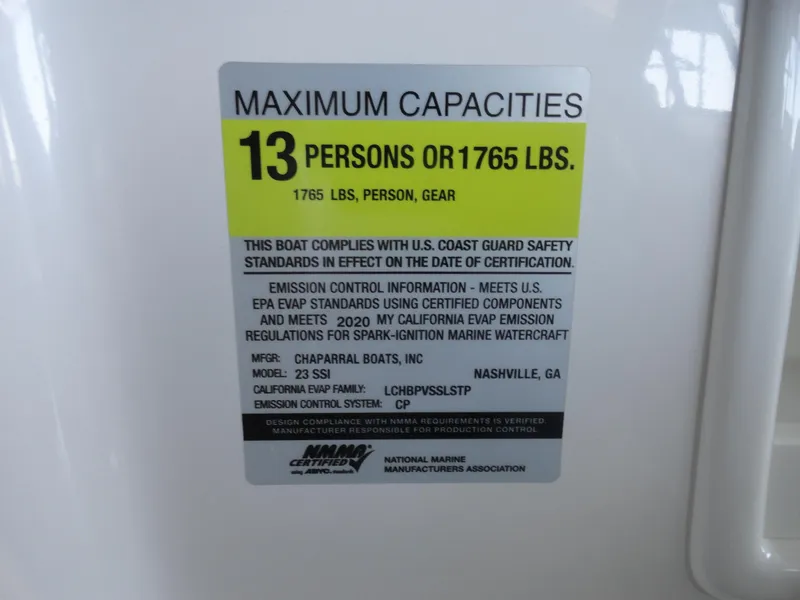 MAXIMUM CAPACITIES
13 PERSONS OR 1765 LBS.
1765 LBS, PERSON, GEAR
THIS BOAT COMPLIES WITH U.S. COAST GUARD SAFETY
STANDARDS IN EFFECT ON THE DATE OF CERTIFICATION.
EMISSION CONTROL INFORMATION - MEETS U.S.
EPA EVAP STANDARDS USING CERTIFIED COMPONENTS
AND MEETS 2020 MY CALIFORNIA EVAP EMISSION
REGULATIONS FOR SPARK-IGNITION MARINE WATERCRAFT
MFGR: CHAPARRAL BOATS, INC
MODEL: 23 SSI NASHVILLE, GA
CALIFORNIA EVAP FAMILY: LCHBPVSSLSTP
EMISSION CONTROL SYSTEM: CP
DESIGN COMPLIANCE WITH NMMA REQUIREMENTS IS VERIFIED
MANUFACTURER RESPONSIBLE FOR PRODUCTION CONTROL
NMMA
CERTIFIED
using ABYC standards
NATIONAL MARINE
MANUFACTURERS ASSOCIATION